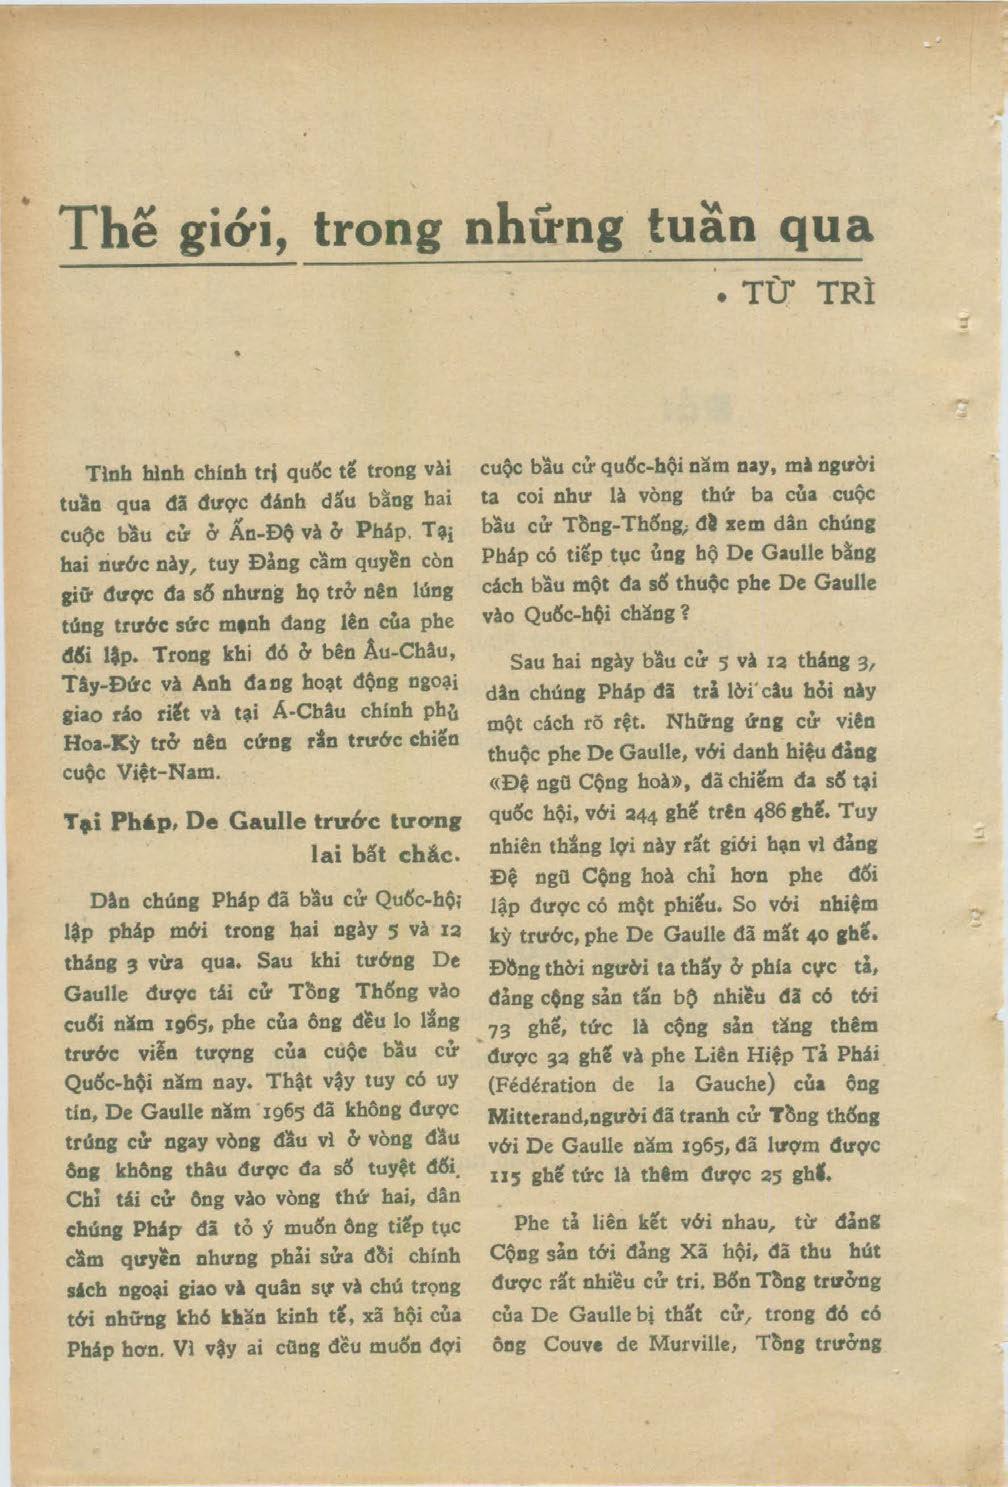 Thế giới, trong những tuần qua
• TỪ TRÌ
Tình hình chính trị quốc tế trong vài
tuần qua đã được đánh dấu bằng hai
cuộc bầu cử ở Ấn-Độ và ở Pháp. Tại
hai nước này, tuy Đảng cầm quyền còn
giữ được đa số nhưng họ trở nên lúng
túng trước sức mạnh đang lên của phe
đối lập. Trong khi đó ở bên Âu-Châu,
Tây-Đức và Anh đang hoạt động ngoại
giao ráo riết và tại Á-Châu chính phủ
Hoa-Kỳ trở nên cứng rắn trước chiến
cuộc Việt-Nam.
Tại Pháp, De Gaulle trước tương
lai bất chắc.
Dân chúng Pháp đã bầu cử Quốc-hội
lập pháp mới trong hai ngày 5 và 12
tháng 3 vừa qua. Sau khi tướng De
Gaulle được tái cử Tổng Thống vào
cuối năm 1965, phe của ông đều lo lắng
trước viễn tượng của cuộc bầu cử
Quốc-hội năm nay. Thật vậy tuy có uy
tín, De Gaulle năm 1965 đã không được
trúng cử ngay vòng đầu vì ở vòng đầu
ông không thâu được đa số tuyệt đối.
Chỉ tái cử ông vào vòng thứ hai, dân
chúng Pháp đã tỏ ý muốn ông tiếp tục
cầm quyền nhưng phải sửa đổi chính
sách ngoại giao và quân sự và chú trọng
tới những khó khăn kinh tế, xã hội của
Pháp hơn. Vì vậy ai cũng đều muốn đợi
cuộc bầu cử quốc-hội năm nay, mà người
ta coi như là vòng thứ ba của cuộc
bầu cử Tổng-Thống, để xem dân chúng
Pháp có tiếp tục ủng hộ De Gaulle bằng
cách bầu một đa số thuộc phe De Gaulle
vào Quốc-hội chăng?
Sau hai ngày bầu cử 5 và 12 tháng 3,
dân chúng Pháp đã trả lời câu hỏi này
một cách rõ rệt. Những ứng cử viên
thuộc phe De Gaulle, với danh hiệu đảng
«Đệ ngũ Cộng hoà», đã chiếm đa số tại
quốc hội, với 244 ghế trên 486 ghế. Tuy
nhiên thắng lợi này rất giới hạn vì đảng
Đệ ngũ Cộng hoà chỉ hơn phe đối
lập được có một phiếu. So với nhiệm
kỳ trước, phe De Gaulle đã mất 40 ghế.
Đồng thời người ta thấy ở phía cực tả,
đảng cộng sản tấn bộ nhiều đã có tới
73 ghế, tức là cộng sản tăng thêm
được 32 ghế và phe Liên Hiệp Tả Phái
(Fédération de la Gauche) của ông
Mitterand,người đã tranh cử Tổng thống
với De Gaulle năm 1965, đã lượm được
115 ghế tức là thêm được 25 ghế.
Phe tả liên kết với nhau, từ đảng
Cộng sản tới đảng Xã hội, đã thu hút
được rất nhiều cử tri. Bốn Tổng trưởng
của De Gaulle bị thất cử, trong đó có
ông Couve de Murville, Tổng trưởng